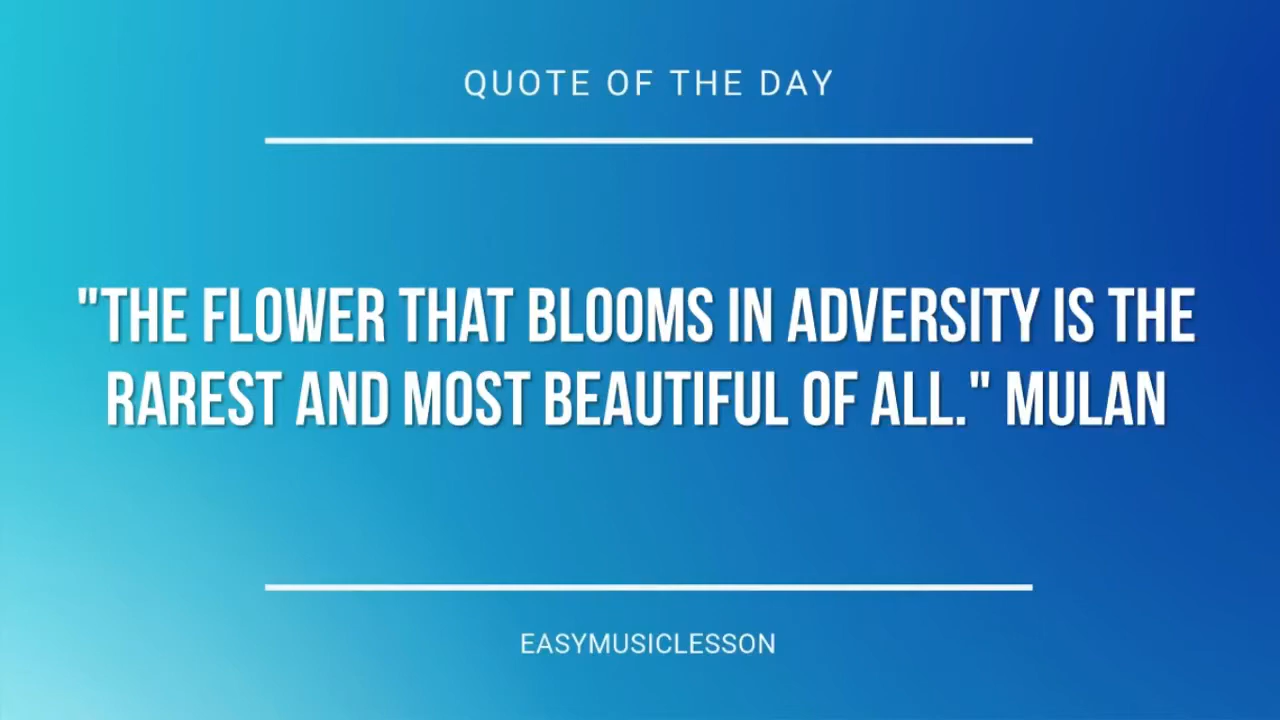 QUOTE OF THE DAY
"THE FLOWER THAT BLOOMS IN ADVERSITY IS THE
RAREST AND MOST BEAUTIFUL OF ALL." MULAN
EASYMUSICLESSON